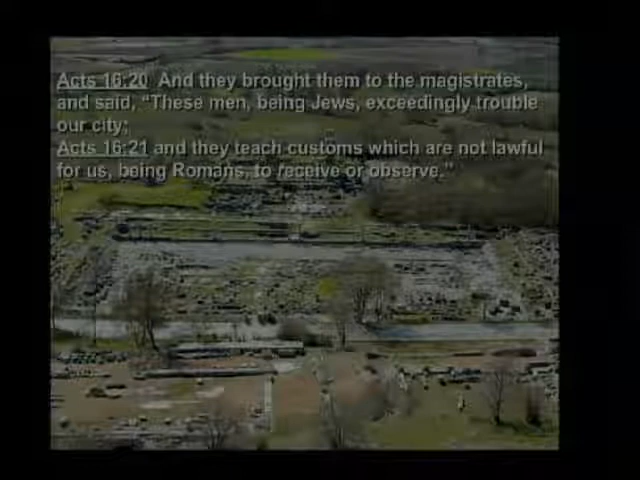 Acts 16:20 And they brought them to the magistrates,
and said, “These men, being Jews, exceedingly trouble
our city;
Acts 16:21 and they teach customs which are not lawful
for us, being Romans, to receive or observe.”